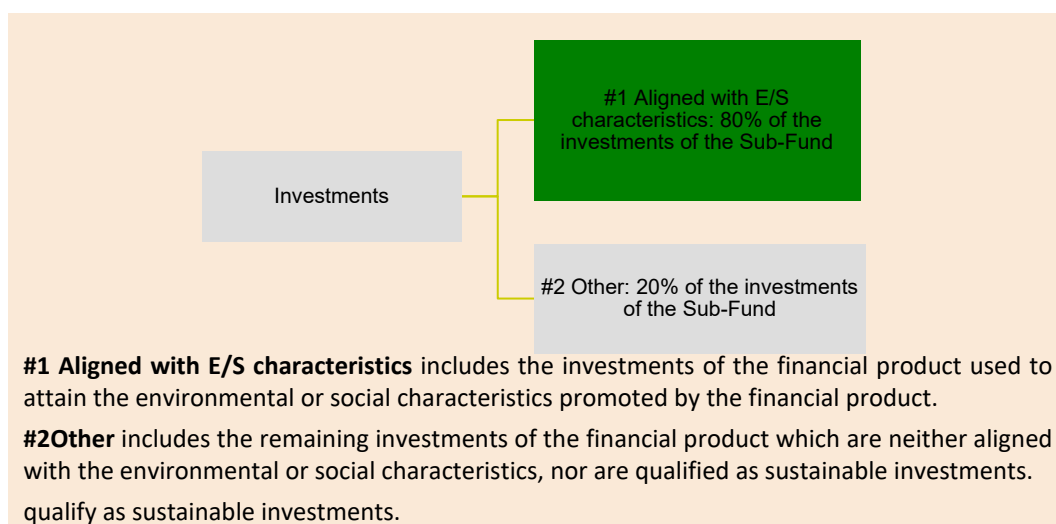 #1 Aligned with E/S
characteristics: 80% of the
investments of the Sub-Fund
Investments
#2 Other: 20% of the investments
of the Sub-Fund
#1 Aligned with E/S characteristics includes the investments of the financial product used to
attain the environmental or social characteristics promoted by the financial product.
#2Other includes the remaining investments of the financial product which are neither aligned
with the environmental or social characteristics, nor are qualified as sustainable investments.
qualify as sustainable investments.